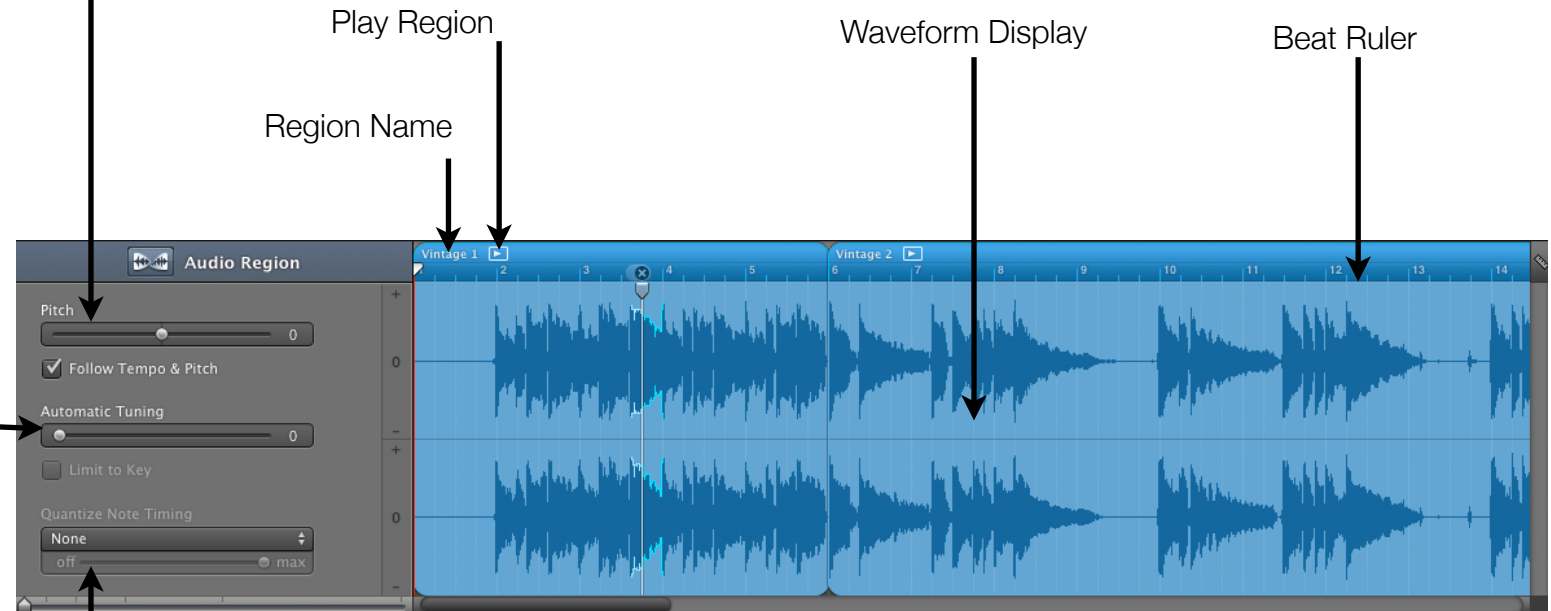 Play Region
Waveform Display
Beat Ruler
Region Name
Audio Region
Vintage 1
Vintage 2
2 3 4 5 6 7 8 9 10 11 12 13 14
Pitch
0
Follow Tempo & Pitch
Automatic Tuning
0
Limit to Key
Quantize Note Timing
None
off max
+
0
-
+
0
-